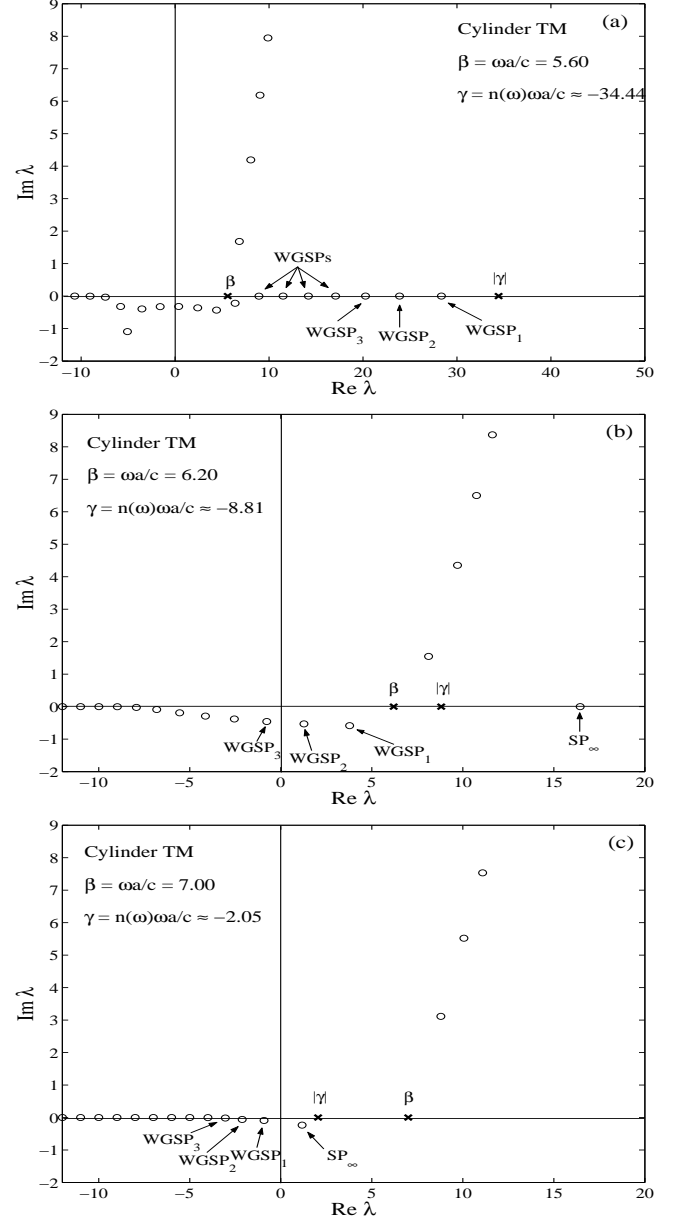 (a)
Cylinder TM
β = ωa/c = 5.60
γ = n(ω)ωa/c ≈ −34.44
9
8
7
6
5
4
3
2
1
0
−1
−2
Im λ
WGSPs
β
|γ|
WGSP3
WGSP2
WGSP1
−10 0 10 20 30 40 50
Re λ
(b)
Cylinder TM
β = ωa/c = 6.20
γ = n(ω)ωa/c ≈ −8.81
9
8
7
6
5
4
3
2
1
0
−1
−2
Im λ
β |γ|
WGSP3
WGSP2
WGSP1
SP∞
−10 −5 0 5 10 15 20
Re λ
(c)
Cylinder TM
β = ωa/c = 7.00
γ = n(ω)ωa/c ≈ −2.05
9
8
7
6
5
4
3
2
1
0
−1
−2
Im λ
|γ| β
WGSP3
WGSP2
WGSP1
SP∞
−10 −5 0 5 10 15 20
Re λ